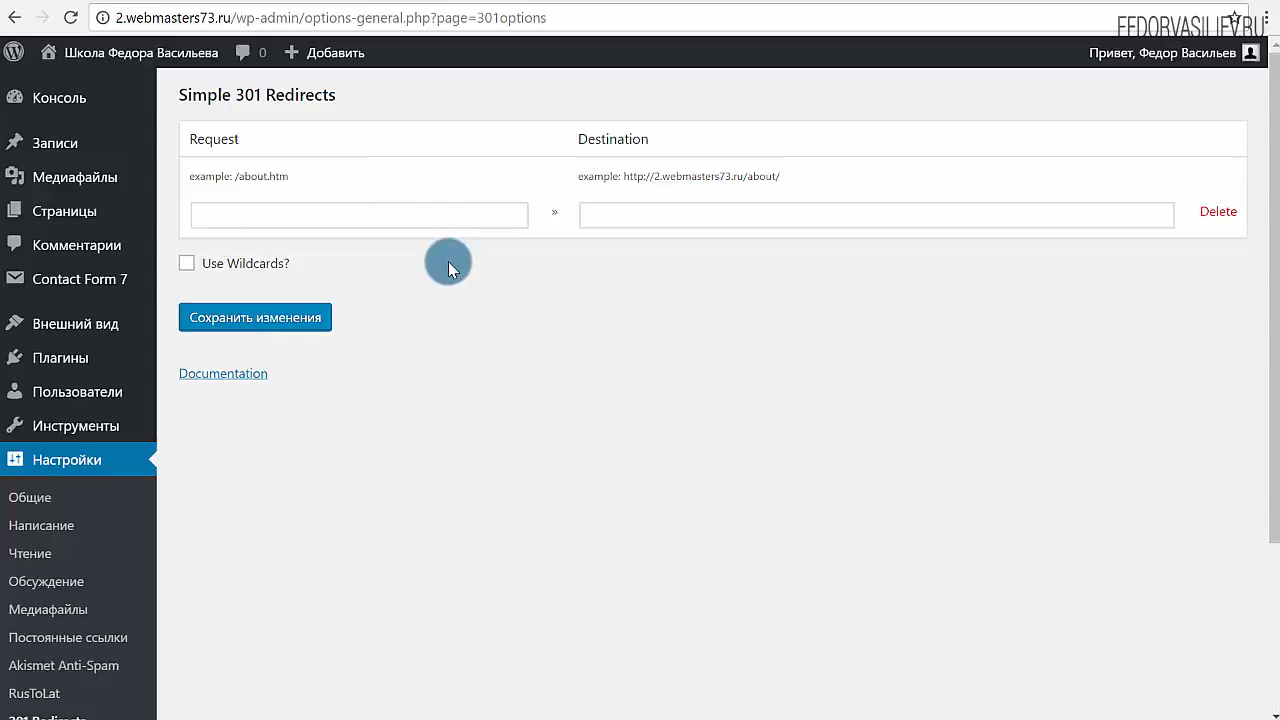 2.webmasters73.ru/wp-admin/options-general.php?page=301options
FEDORVASILIEV.RU
Школа Федора Васильева 0 Добавить
Привет, Федор Васильев
Консоль
Записи
Медиафайлы
Страницы
Комментарии
Contact Form 7
Внешний вид
Плагины
Пользователи
Инструменты
Настройки
Общие
Написание
Чтение
Обсуждение
Медиафайлы
Постоянные ссылки
Akismet Anti-Spam
RusToLat
301 Redirects
Simple 301 Redirects
Request Destination
example: /about.htm example: http://2.webmasters73.ru/about/
» Delete
Use Wildcards?
Сохранить изменения
Documentation